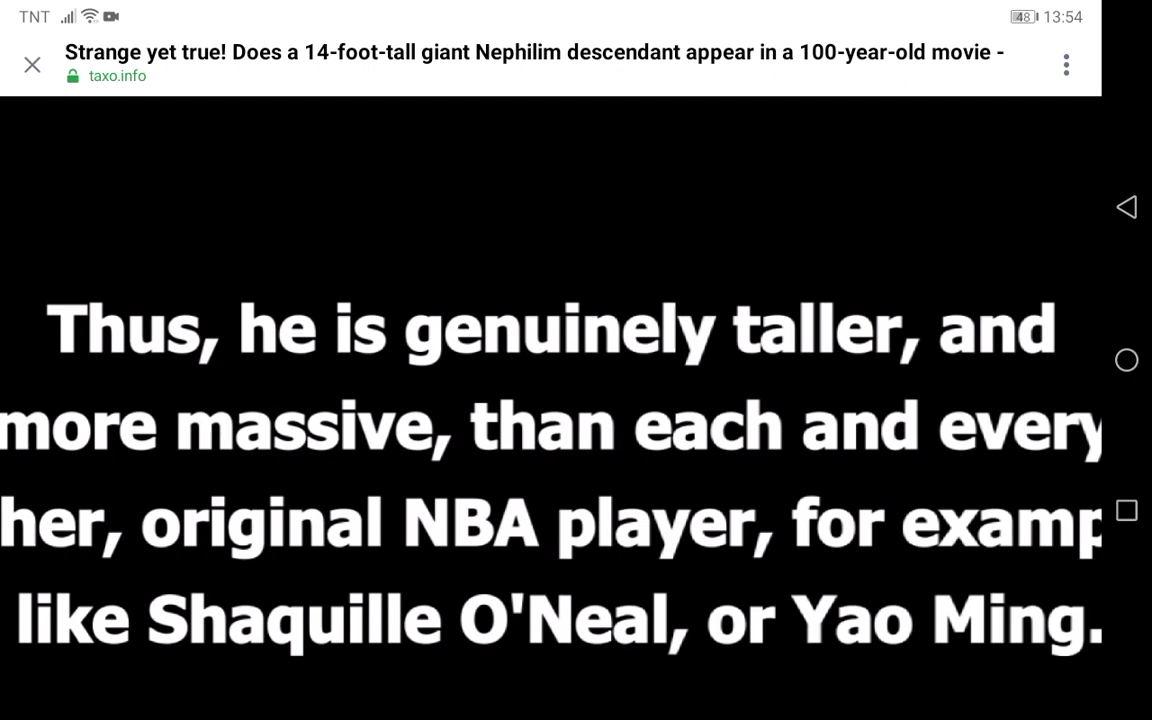 TNT 48 13:54
Strange yet true! Does a 14-foot-tall giant Nephilim descendant appear in a 100-year-old movie -
taxo.info
Thus, he is genuinely taller, and
more massive, than each and every
her, original NBA player, for examp
like Shaquille O'Neal, or Yao Ming.